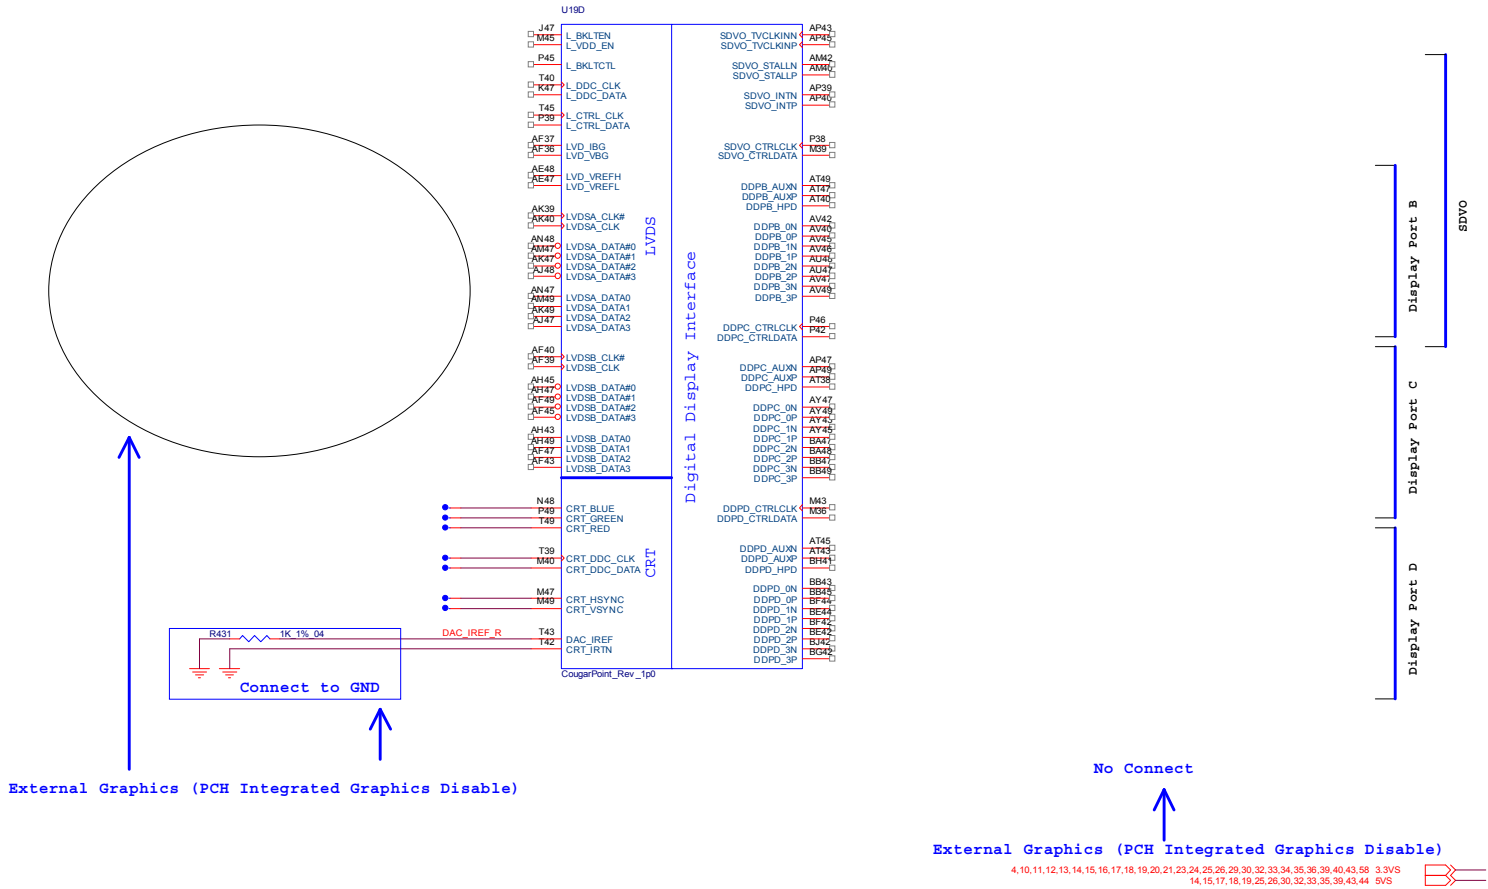 U19D
J47 L_BKLTEN
M45 L_VDD_EN
P45 L_BKLTCTL
T40 L_DDC_CLK
K47 L_DDC_DATA
T45 L_CTRL_CLK
P39 L_CTRL_DATA
AF37 LVD_IBG
AF36 LVD_VBG
AE48 LVD_VREFH
AE47 LVD_VREFL
AK39 LVDSA_CLK#
AK40 LVDSA_CLK
AN48 LVDSA_DATA#0
AM47 LVDSA_DATA#1
AK47 LVDSA_DATA#2
AJ48 LVDSA_DATA#3
AN47 LVDSA_DATA0
AM49 LVDSA_DATA1
AK49 LVDSA_DATA2
AJ47 LVDSA_DATA3
AF40 LVDSB_CLK#
AF39 LVDSB_CLK
AH45 LVDSB_DATA#0
AH47 LVDSB_DATA#1
AF49 LVDSB_DATA#2
AF45 LVDSB_DATA#3
AH43 LVDSB_DATA0
AH49 LVDSB_DATA1
AF47 LVDSB_DATA2
AF43 LVDSB_DATA3
LVDS
N48 CRT_BLUE
P49 CRT_GREEN
T49 CRT_RED
T39 CRT_DDC_CLK
M40 CRT_DDC_DATA
M47 CRT_HSYNC
M49 CRT_VSYNC
CRT
R431 1K_1%_04 DAC_IREF_R T43 DAC_IREF
T42 CRT_IRTN
Connect to GND
CougarPoint_Rev_1p0
Digital Display Interface
SDVO_TVCLKINN AP43
SDVO_TVCLKINP AP45
SDVO_STALLN AM42
SDVO_STALLP AM40
SDVO_INTN AP39
SDVO_INTP AP40
SDVO_CTRLCLK P38
SDVO_CTRLDATA M39
DDPB_AUXN AT49
DDPB_AUXP AT47
DDPB_HPD AT40
DDPB_0N AV42
DDPB_0P AV40
DDPB_1N AV45
DDPB_1P AV46
DDPB_2N AU48
DDPB_2P AU47
DDPB_3N AV47
DDPB_3P AV49
DDPC_CTRLCLK P46
DDPC_CTRLDATA P42
DDPC_AUXN AP47
DDPC_AUXP AP49
DDPC_HPD AT38
DDPC_0N AY47
DDPC_0P AY49
DDPC_1N AY43
DDPC_1P AY45
DDPC_2N BA47
DDPC_2P BA48
DDPC_3N BB47
DDPC_3P BB49
DDPD_CTRLCLK M43
DDPD_CTRLDATA M36
DDPD_AUXN AT45
DDPD_AUXP AT43
DDPD_HPD BH41
DDPD_0N BB43
DDPD_0P BB45
DDPD_1N BF44
DDPD_1P BE44
DDPD_2N BF42
DDPD_2P BE42
DDPD_3N BJ42
DDPD_3P BG42
SDVO
Display Port B
Display Port C
Display Port D
External Graphics (PCH Integrated Graphics Disable)
No Connect
External Graphics (PCH Integrated Graphics Disable)
4,10,11,12,13,14,15,16,17,18,19,20,21,23,24,25,26,29,30,32,33,34,35,36,39,40,43,58 3.3VS
14,15,17,18,19,25,26,30,32,33,35,39,43,44 5VS